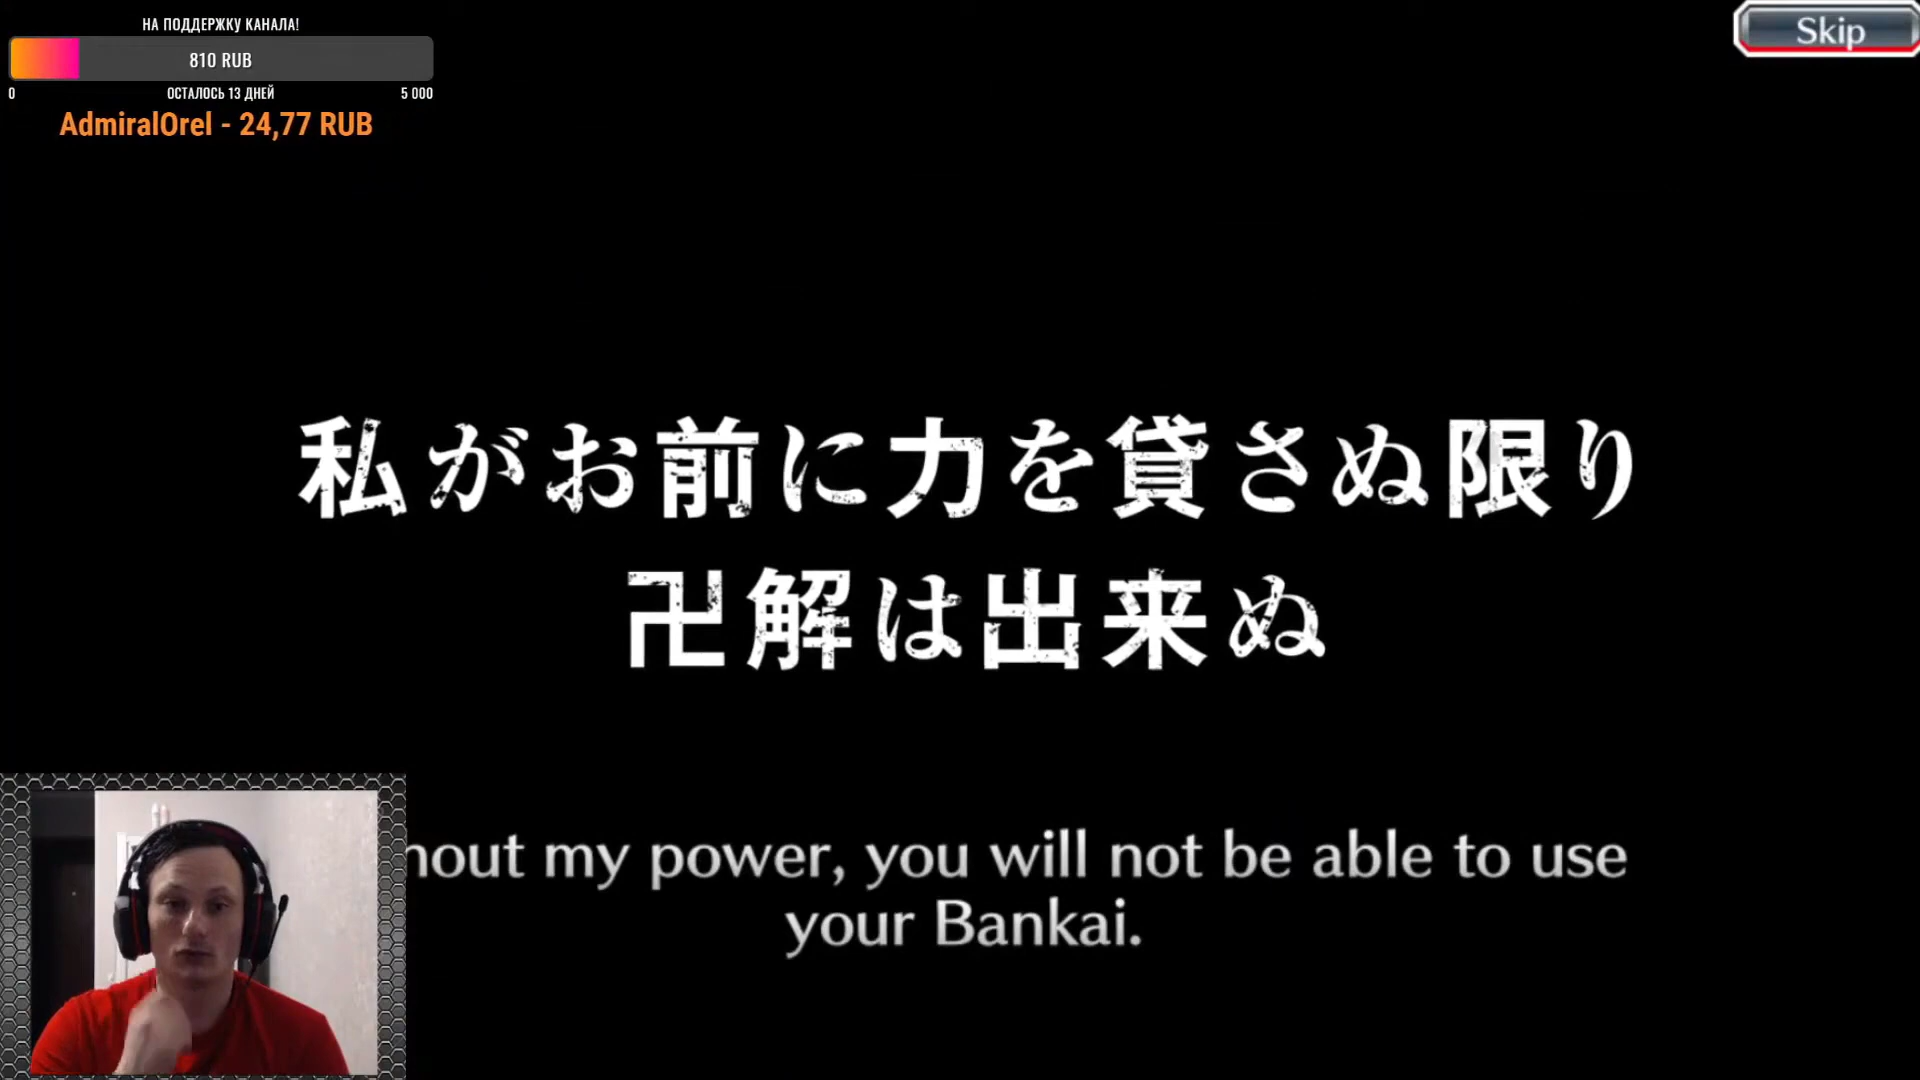 НА ПОДДЕРЖКУ КАНАЛА!
810 RUB
0 ОСТАЛОСЬ 13 ДНЕЙ 5 000
AdmiralOrel - 24,77 RUB
Skip
私がお前に力を貸さぬ限り
卍解は出来ぬ
my power, you will not be able to use
your Bankai.